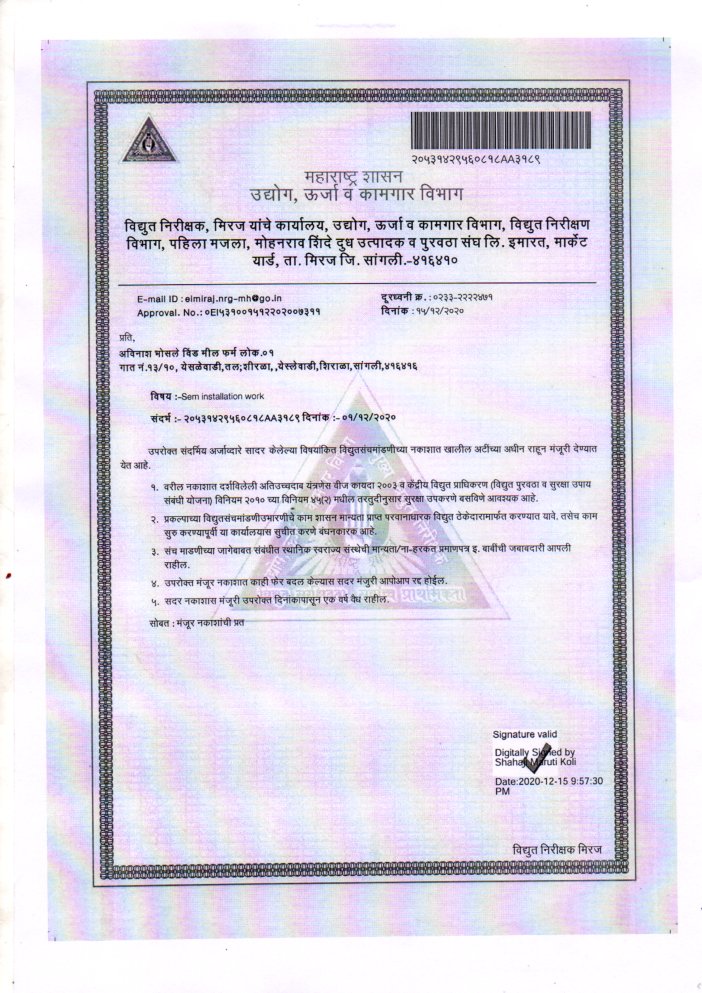 २०५३१४२९५६०८१८AA३१८९
महाराष्ट्र शासन
उद्योग, ऊर्जा व कामगार विभाग
विद्युत निरीक्षक, मिरज यांचे कार्यालय, उद्योग, ऊर्जा व कामगार विभाग, विद्युत निरीक्षण
विभाग, पहिला मजला, मोहनराव शिंदे दुध उत्पादक व पुरवठा संघ लि. इमारत, मार्केट
यार्ड, ता. मिरज जि. सांगली.-४१६४१०
E-mail ID : eimiraj.nrg-mh@go.in
दूरध्वनी क्र. : ०२३३-२२२२४७१
Approval. No.: ०EI५३१००१५१२२०२००७३११
दिनांक : १५/१२/२०२०
प्रति,
अविनाश भोसले विंड मील फर्म लोक.०१
गात नं.१३/१०, येसळेवाडी,तल;शीरळा, ,येस्लेवाडी,शिराळा,सांगली,४१६४१६
विषय :–Sem installation work
संदर्भ :- २०५३१४२९५६०८१८AA३१८९ दिनांक :- ०१/१२/२०२०
उपरोक्त संदर्भिय अर्जाव्दारे सादर केलेल्या विषयांकित विद्युतसंचमांडणीच्या नकाशात खालील अटींच्या अधीन राहून मंजूरी देण्यात
येत आहे.
१. वरील नकाशात दर्शविलेली अतिउच्चदाब यंत्रणेस वीज कायदा २००३ व केंद्रीय विद्युत प्राधिकरण (विद्युत पुरवठा व सुरक्षा उपाय
संबंधी योजना) विनियम २०१० च्या विनियम ४५(२) मधील तरतुदीनुसार सुरक्षा उपकरणे बसविणे आवश्यक आहे.
२. प्रकल्पाच्या विद्युतसंचमांडणीउभारणीचे काम शासन मान्यता प्राप्त परवानाधारक विद्युत ठेकेदारामार्फत करण्यात यावे. तसेच काम
सुरु करण्यापूर्वी या कार्यालयास सुचीत करणे बंधनकारक आहे.
३. संच माडणीच्या जागेबाबत संबंधीत स्थानिक स्वराज्य संस्थेची मान्यता/ना-हरकत प्रमाणपत्र इ. बाबींची जबाबदारी आपली
राहील.
४. उपरोक्त मंजूर नकाशात काही फेर बदल केल्यास सदर मंजुरी आपोआप रद्द होईल.
५. सदर नकाशास मंजूरी उपरोक्त दिनांकापासून एक वर्ष वैध राहील.
सोबत : मंजूर नकाशांची प्रत
Signature valid
Digitally Signed by
Shahaji Maruti Koli
Date:2020-12-15 9:57:30
PM
विद्युत निरीक्षक मिरज